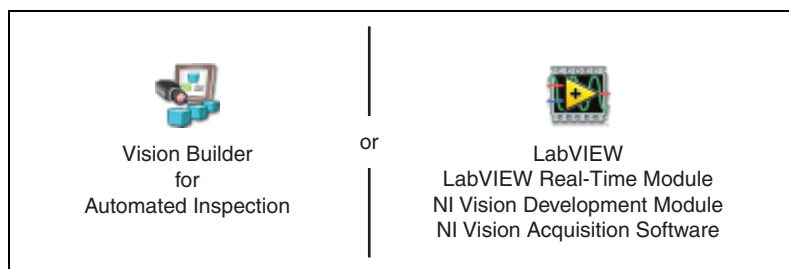 Vision Builder
for
Automated Inspection
or
LabVIEW
LabVIEW Real-Time Module
NI Vision Development Module
NI Vision Acquisition Software